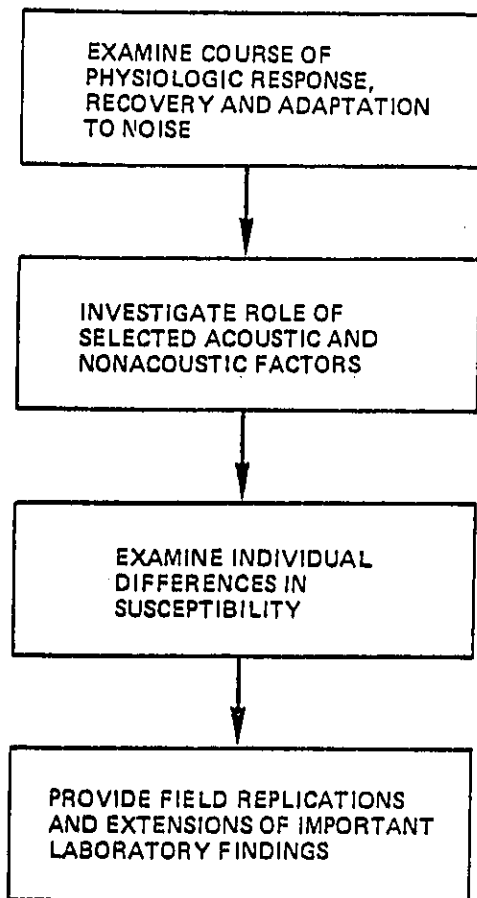 EXAMINE COURSE OF
PHYSIOLOGIC RESPONSE,
RECOVERY AND ADAPTATION
TO NOISE
INVESTIGATE ROLE OF
SELECTED ACOUSTIC AND
NONACOUSTIC FACTORS
EXAMINE INDIVIDUAL
DIFFERENCES IN
SUSCEPTIBILITY
PROVIDE FIELD REPLICATIONS
AND EXTENSIONS OF IMPORTANT
LABORATORY FINDINGS